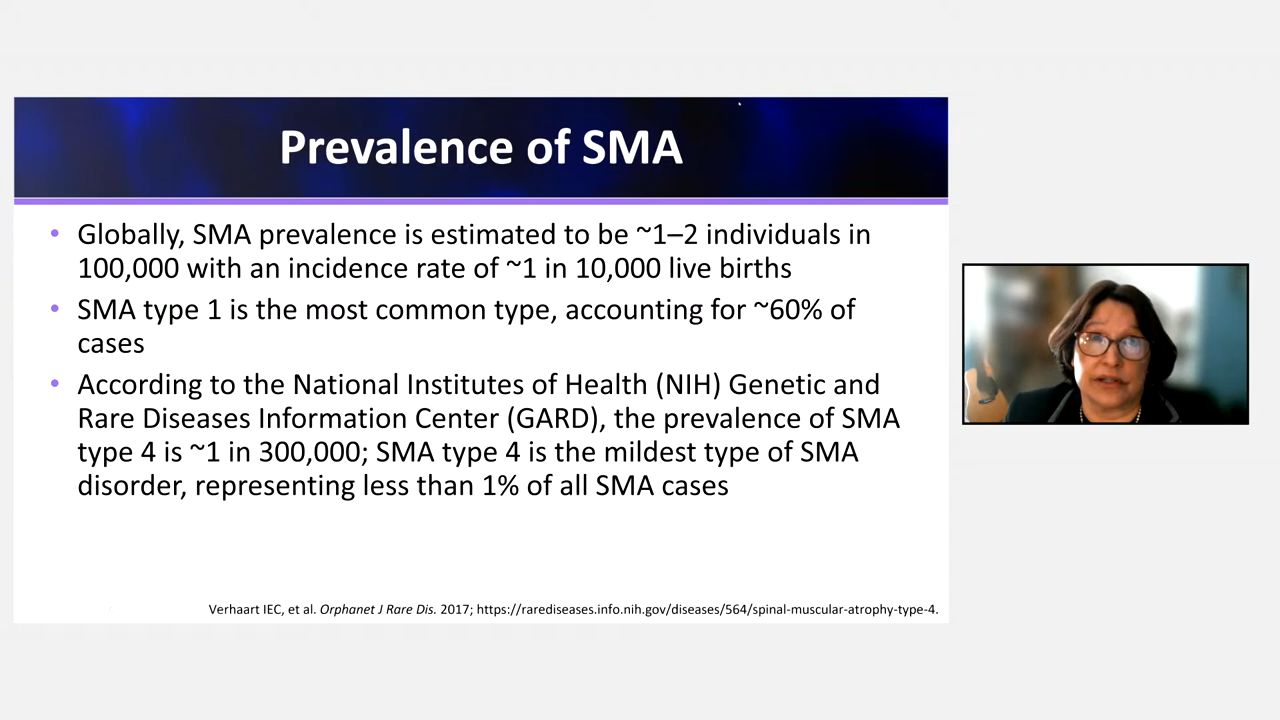 Prevalence of SMA
• Globally, SMA prevalence is estimated to be ~1–2 individuals in
100,000 with an incidence rate of ~1 in 10,000 live births
• SMA type 1 is the most common type, accounting for ~60% of
cases
• According to the National Institutes of Health (NIH) Genetic and
Rare Diseases Information Center (GARD), the prevalence of SMA
type 4 is ~1 in 300,000; SMA type 4 is the mildest type of SMA
disorder, representing less than 1% of all SMA cases
Verhaart IEC, et al. Orphanet J Rare Dis. 2017; https://rarediseases.info.nih.gov/diseases/564/spinal-muscular-atrophy-type-4.